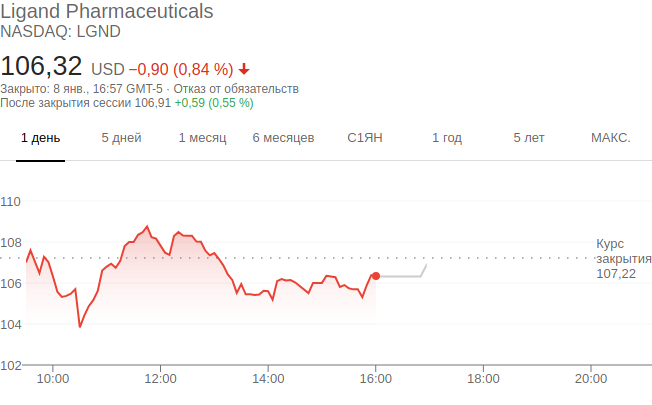 Ligand Pharmaceuticals
NASDAQ: LGND
106,32 USD −0,90 (0,84 %)
Закрыто: 8 янв., 16:57 GMT-5 · Отказ от обязательств
После закрытия сессии 106,91 +0,59 (0,55 %)
1 день 5 дней 1 месяц 6 месяцев С1ЯН 1 год 5 лет МАКС.
110
108
Курс
закрытия
107,22
106
104
102
10:00 12:00 14:00 16:00 18:00 20:00